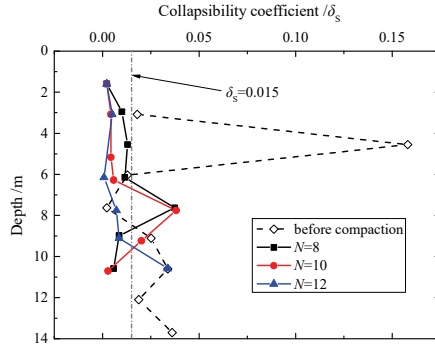 Collapsibility coefficient /δs
0.00 0.05 0.10 0.15
0
2
4
6
8
10
12
14
Depth /m
δs=0.015
before compaction
N=8
N=10
N=12